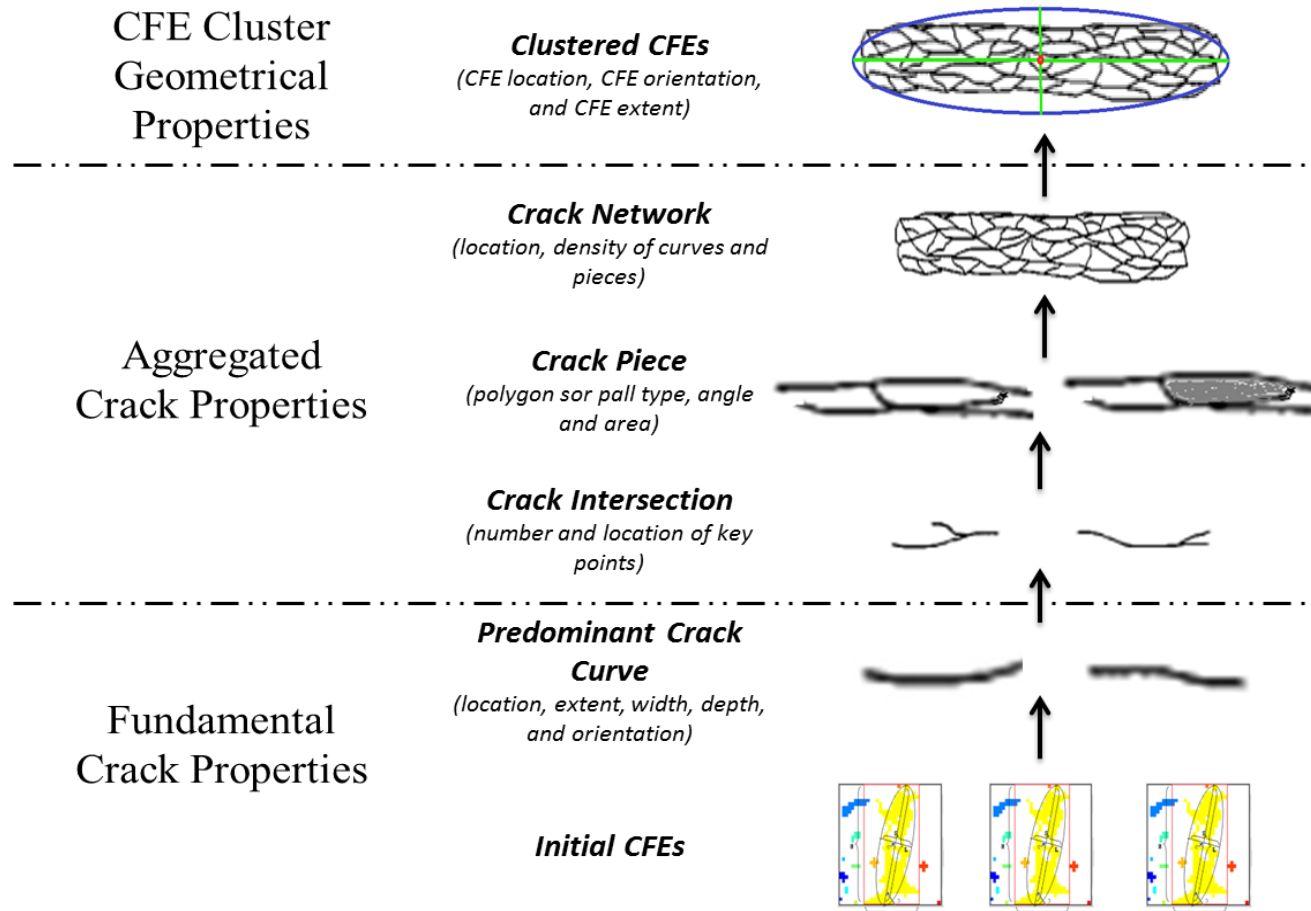 CFE Cluster
Geometrical
Properties
Clustered CFEs
(CFE location, CFE orientation,
and CFE extent)
Crack Network
(location, density of curves and
pieces)
Aggregated
Crack Properties
Crack Piece
(polygon sor pall type, angle
and area)
Crack Intersection
(number and location of key
points)
Predominant Crack
Curve
(location, extent, width, depth,
and orientation)
Fundamental
Crack Properties
Initial CFEs